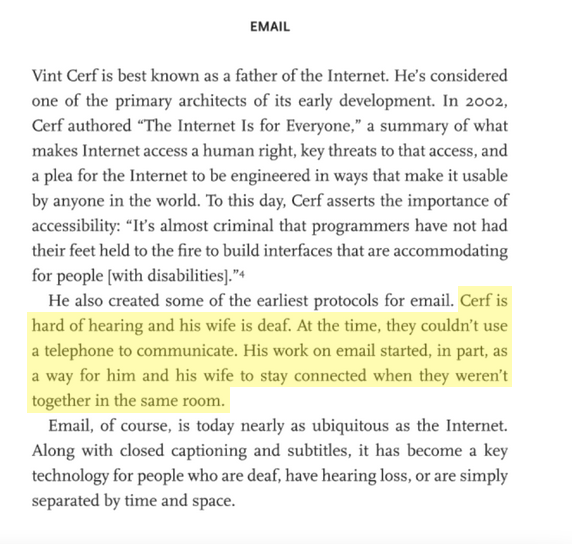 EMAIL
Vint Cerf is best known as a father of the Internet. He’s considered
one of the primary architects of its early development. In 2002,
Cerf authored “The Internet Is for Everyone,” a summary of what
makes Internet access a human right, key threats to that access, and
a plea for the Internet to be engineered in ways that make it usable
by anyone in the world. To this day, Cerf asserts the importance of
accessibility: “It’s almost criminal that programmers have not had
their feet held to the fire to build interfaces that are accommodating
for people [with disabilities].”⁴
He also created some of the earliest protocols for email. Cerf is
hard of hearing and his wife is deaf. At the time, they couldn’t use
a telephone to communicate. His work on email started, in part, as
a way for him and his wife to stay connected when they weren’t
together in the same room.
Email, of course, is today nearly as ubiquitous as the Internet.
Along with closed captioning and subtitles, it has become a key
technology for people who are deaf, have hearing loss, or are simply
separated by time and space.